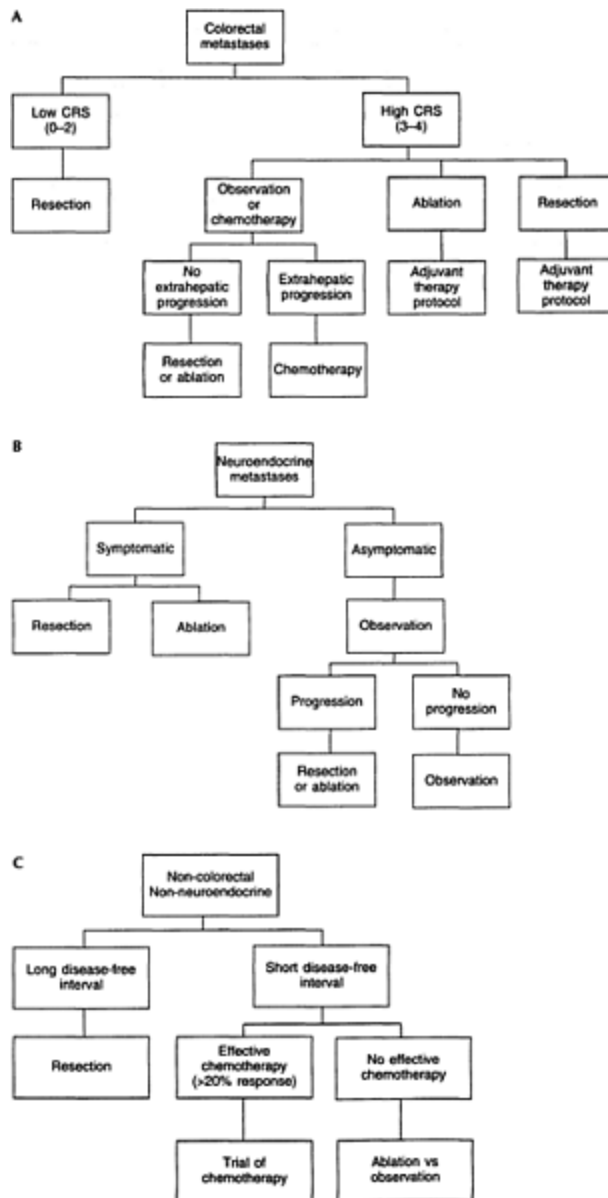 A
Colorectal
metastases
Low CRS
(0–2)
High CRS
(3–4)
Resection
Observation
or
chemotherapy
Ablation
Resection
No
extrahepatic
progression
Extrahepatic
progression
Adjuvant
therapy
protocol
Adjuvant
therapy
protocol
Resection
or ablation
Chemotherapy
B
Neuroendocrine
metastases
Symptomatic
Asymptomatic
Resection
Ablation
Observation
Progression
No
progression
Resection
or ablation
Observation
C
Non-colorectal
Non-neuroendocrine
Long disease-free
interval
Short disease-free
interval
Resection
Effective
chemotherapy
(>20% response)
No effective
chemotherapy
Trial of
chemotherapy
Ablation vs
observation